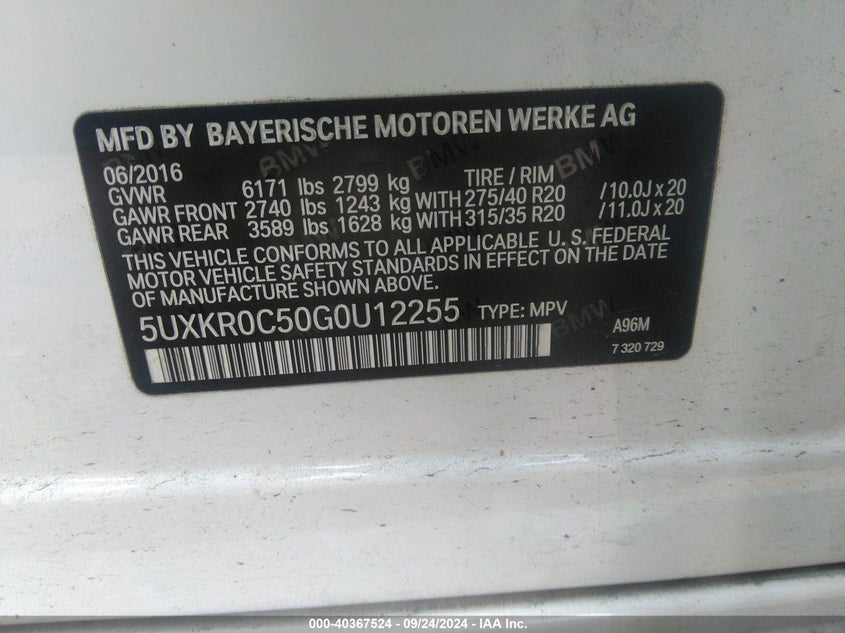 MFD BY BAYERISCHE MOTOREN WERKE AG
06/2016 TIRE / RIM
GVWR 6171 lbs 2799 kg
GAWR FRONT 2740 lbs 1243 kg WITH 275/40 R20 /10.0J x 20
GAWR REAR 3589 lbs 1628 kg WITH 315/35 R20 /11.0J x 20
THIS VEHICLE CONFORMS TO ALL APPLICABLE U.S. FEDERAL
MOTOR VEHICLE SAFETY STANDARDS IN EFFECT ON THE DATE
OF MANUFACTURE SHOWN ABOVE.
5UXKR0C50G0U12255 TYPE: MPV A96M
7 320 729
000-40367524 / 09/24/2024 - IAA Inc.